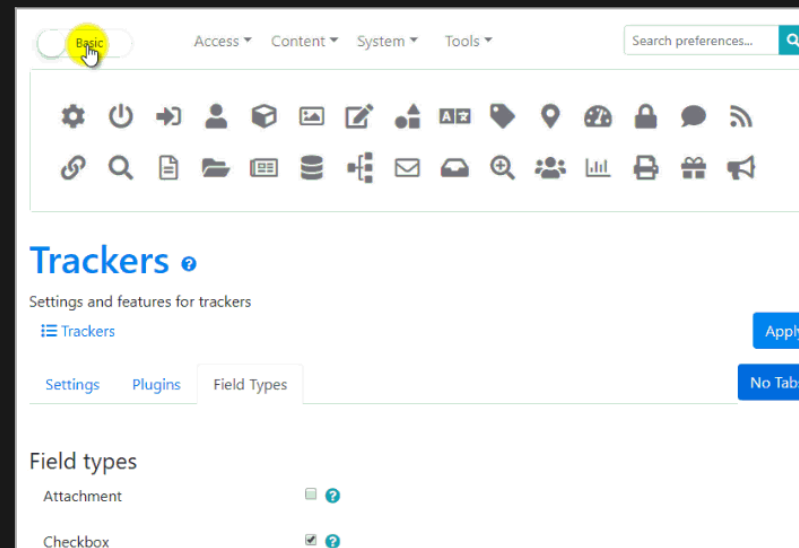 Basic Access Content System Tools Search preferences...
Trackers
Settings and features for trackers
Trackers
Apply
Settings Plugins Field Types
No Tabs
Field types
Attachment
Checkbox